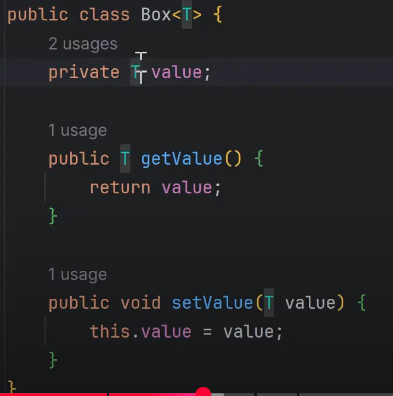 public class Box<T> {
2 usages
private T value;
1 usage
public T getValue() {
return value;
}
1 usage
public void setValue(T value) {
this.value = value;
}
}